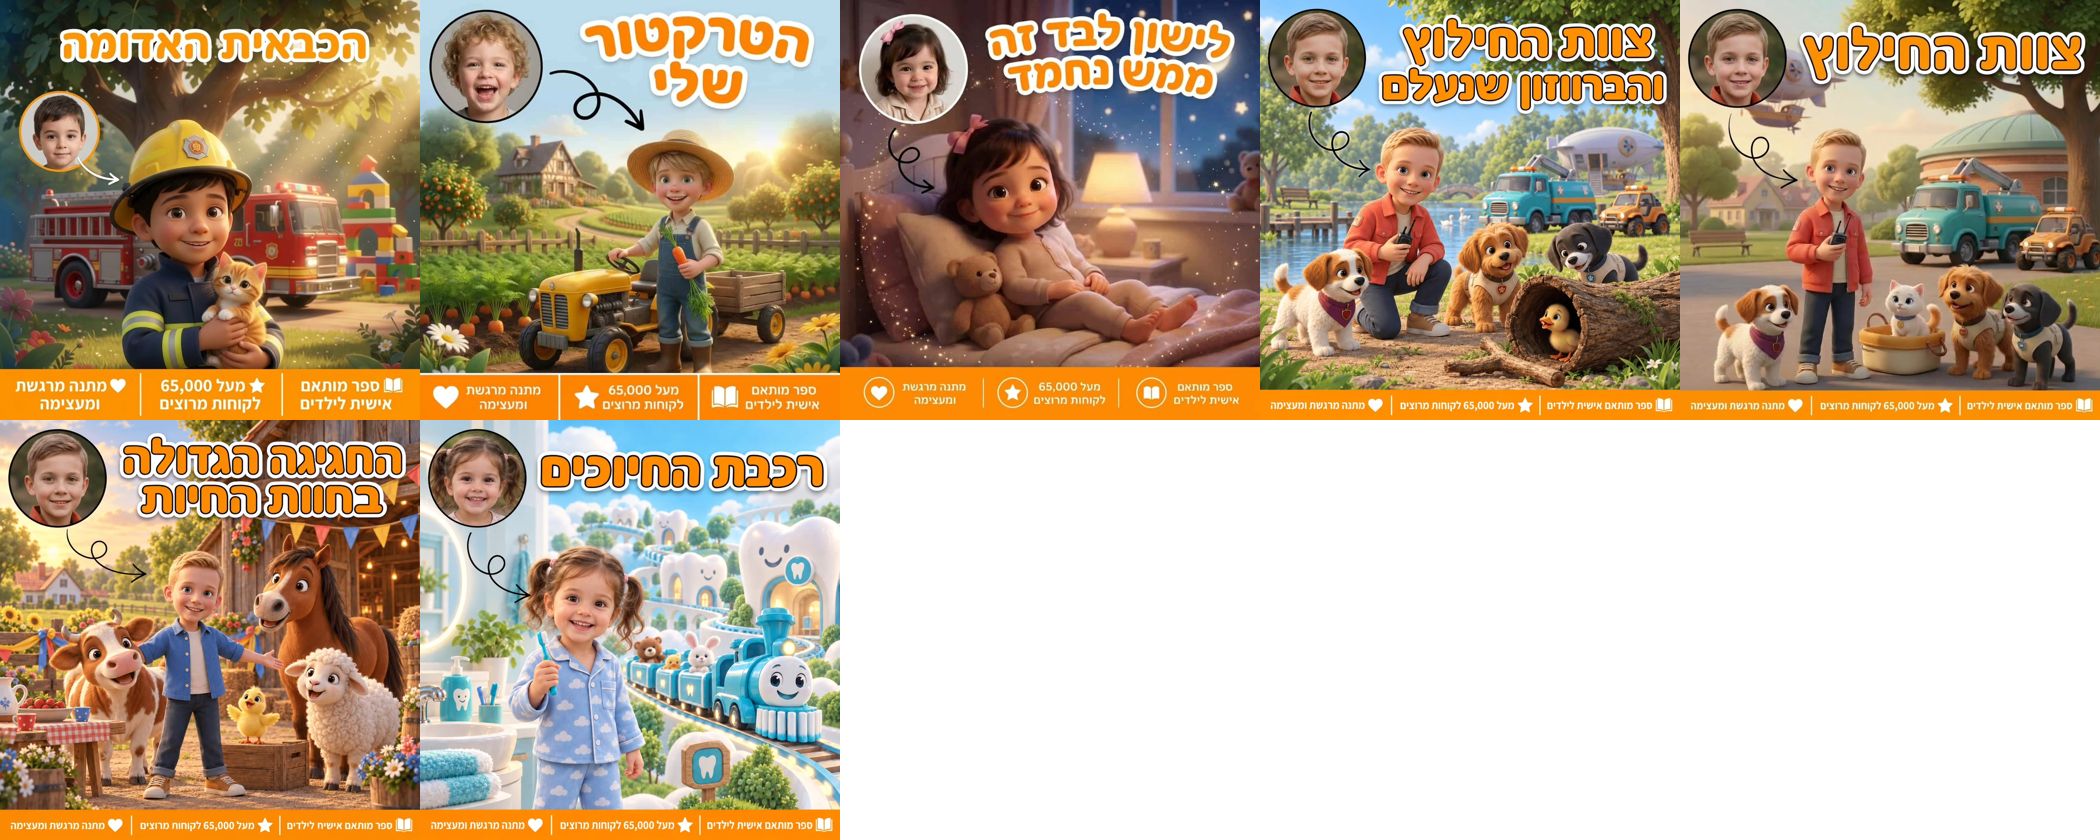 הכבאית האדומה
ספר מותאם
אישית לילדים
מעל 65,000
לקוחות מרוצים
מתנה מרגשת
ומעצימה
הטרקטור
שלי
ספר מותאם
אישית לילדים
מעל 65,000
לקוחות מרוצים
מתנה מרגשת
ומעצימה
לישון לבד זה
ממש נחמד
ספר מותאם
אישית לילדים
מעל 65,000
לקוחות מרוצים
מתנה מרגשת
ומעצימה
צוות החילוץ
והברווזון שנעלם
ספר מותאם אישית לילדים
מעל 65,000 לקוחות מרוצים
מתנה מרגשת ומעצימה
צוות החילוץ
ספר מותאם אישית לילדים
מעל 65,000 לקוחות מרוצים
מתנה מרגשת ומעצימה
החגיגה הגדולה
בחוות החיות
ספר מותאם אישית לילדים
מעל 65,000 לקוחות מרוצים
מתנה מרגשת ומעצימה
רכבת החיוכים
ספר מותאם אישית לילדים
מעל 65,000 לקוחות מרוצים
מתנה מרגשת ומעצימה